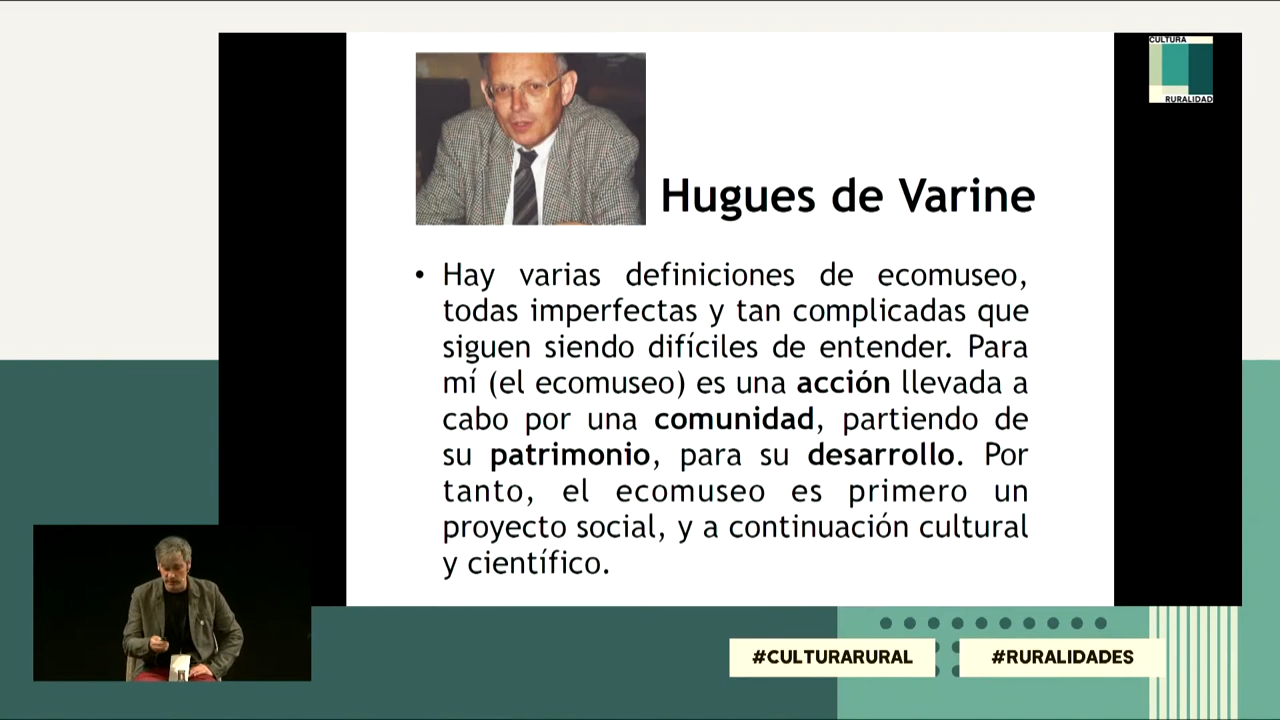 CULTURA
RURALIDAD
Hugues de Varine
• Hay varias definiciones de ecomuseo,
todas imperfectas y tan complicadas que
siguen siendo difíciles de entender. Para
mí (el ecomuseo) es una acción llevada a
cabo por una comunidad, partiendo de
su patrimonio, para su desarrollo. Por
tanto, el ecomuseo es primero un
proyecto social, y a continuación cultural
y científico.
#CULTURARURAL
#RURALIDADES